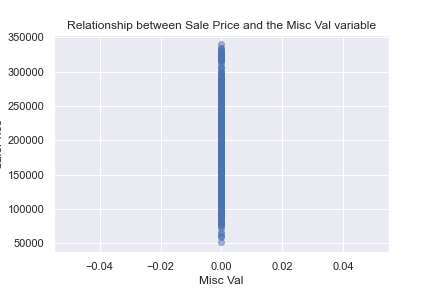 Relationship between Sale Price and the Misc Val variable
350000
300000
250000
200000
150000
100000
50000
−0.04 −0.02 0.00 0.02 0.04
Misc Val